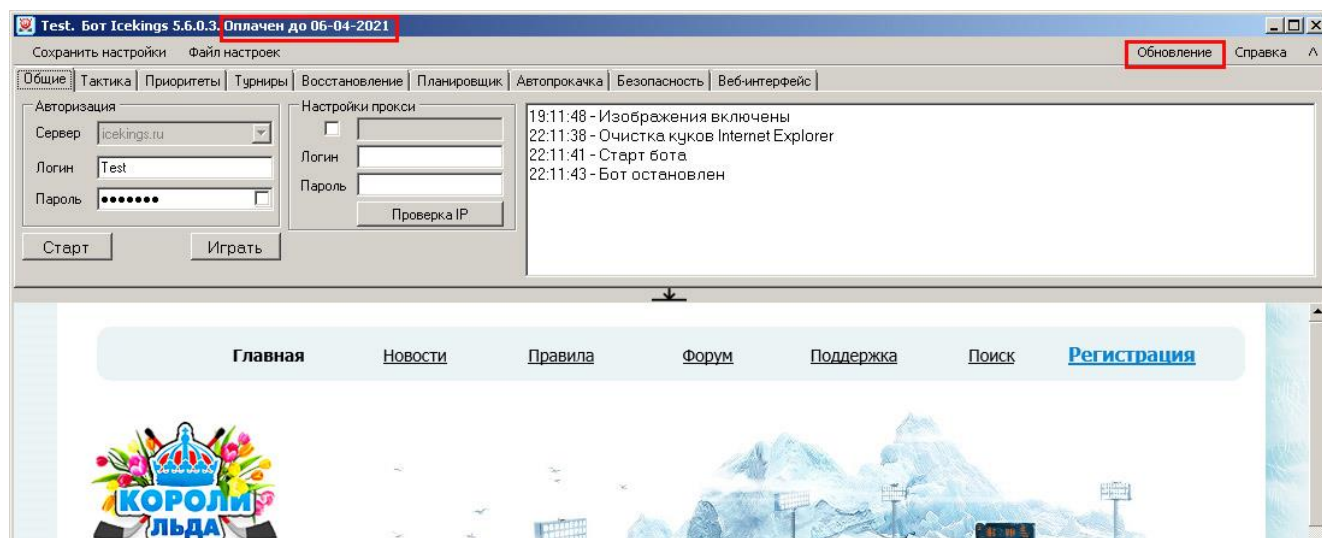 Test. Бот Icekings 5.6.0.3. Оплачен до 06-04-2021
Сохранить настройки Файл настроек Обновление Справка ^
Общие Тактика Приоритеты Турниры Восстановление Планировщик Автопрокачка Безопасность Веб-интерфейс
Авторизация
Сервер icekings.ru
Логин Test
Пароль •••••••
Старт Играть
Настройки прокси
Логин
Пароль
Проверка IP
19:11:48 - Изображения включены
22:11:38 - Очистка куков Internet Explorer
22:11:41 - Старт бота
22:11:43 - Бот остановлен
Главная Новости Правила Форум Поддержка Поиск Регистрация
КОРОЛИ
ЛЬДА